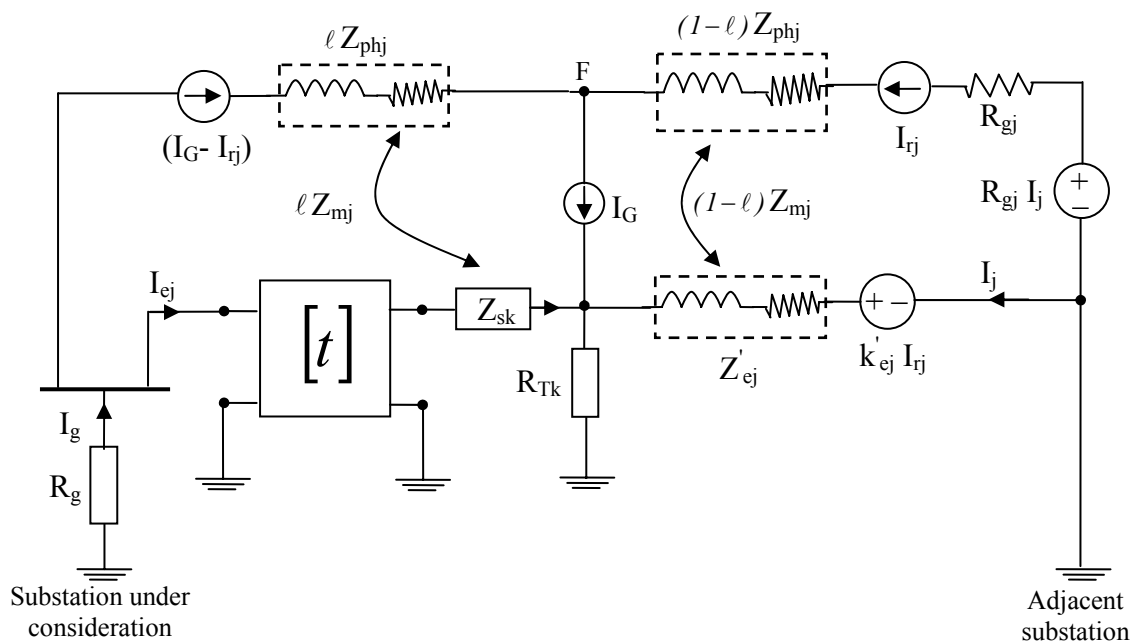 ℓ Z_phj
(1–ℓ) Z_phj
F
(I_G- I_rj)
I_rj
R_gj
ℓ Z_mj
I_G
(1–ℓ) Z_mj
R_gj I_j
+
–
I_ej
[t]
Z_sk
+ –
I_j
Z'_ej
k'_ej I_rj
R_Tk
I_g
R_g
Substation under
consideration
Adjacent
substation